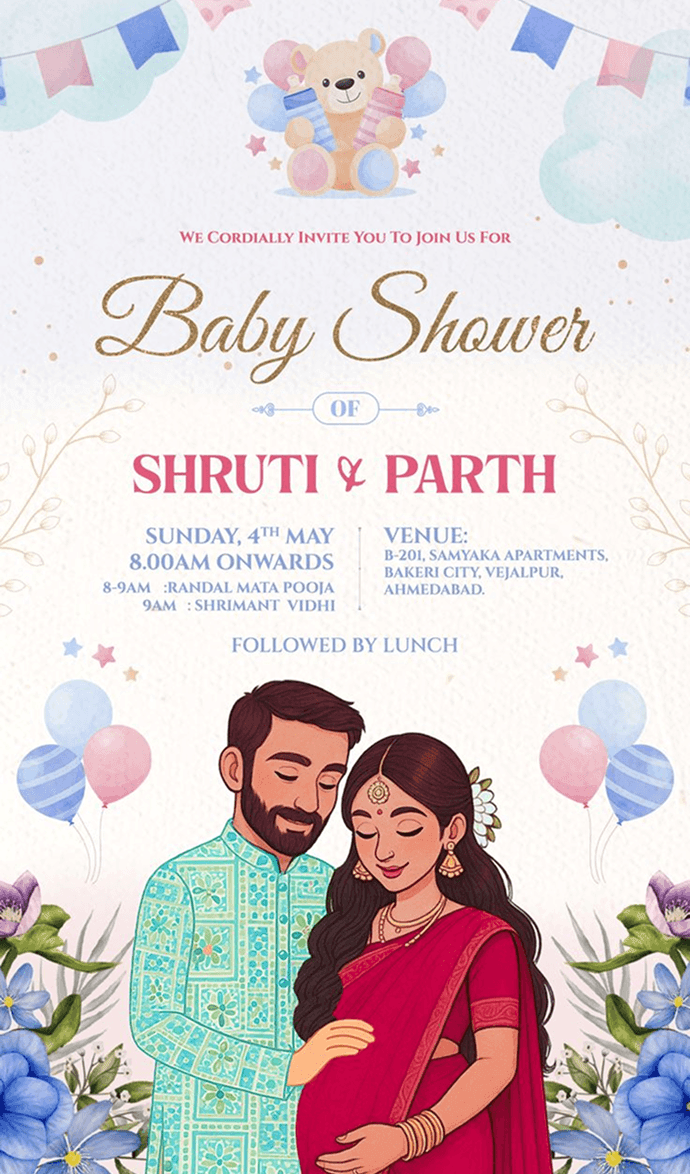 We Cordially Invite You To Join Us For
Baby Shower
OF
SHRUTI & PARTH
SUNDAY, 4TH MAY
8.00AM ONWARDS
8-9AM :RANDAL MATA POOJA
9AM : SHRIMANT VIDHI
VENUE:
B-201, SAMYAKA APARTMENTS,
BAKERI CITY, VEJALPUR,
AHMEDABAD.
FOLLOWED BY LUNCH